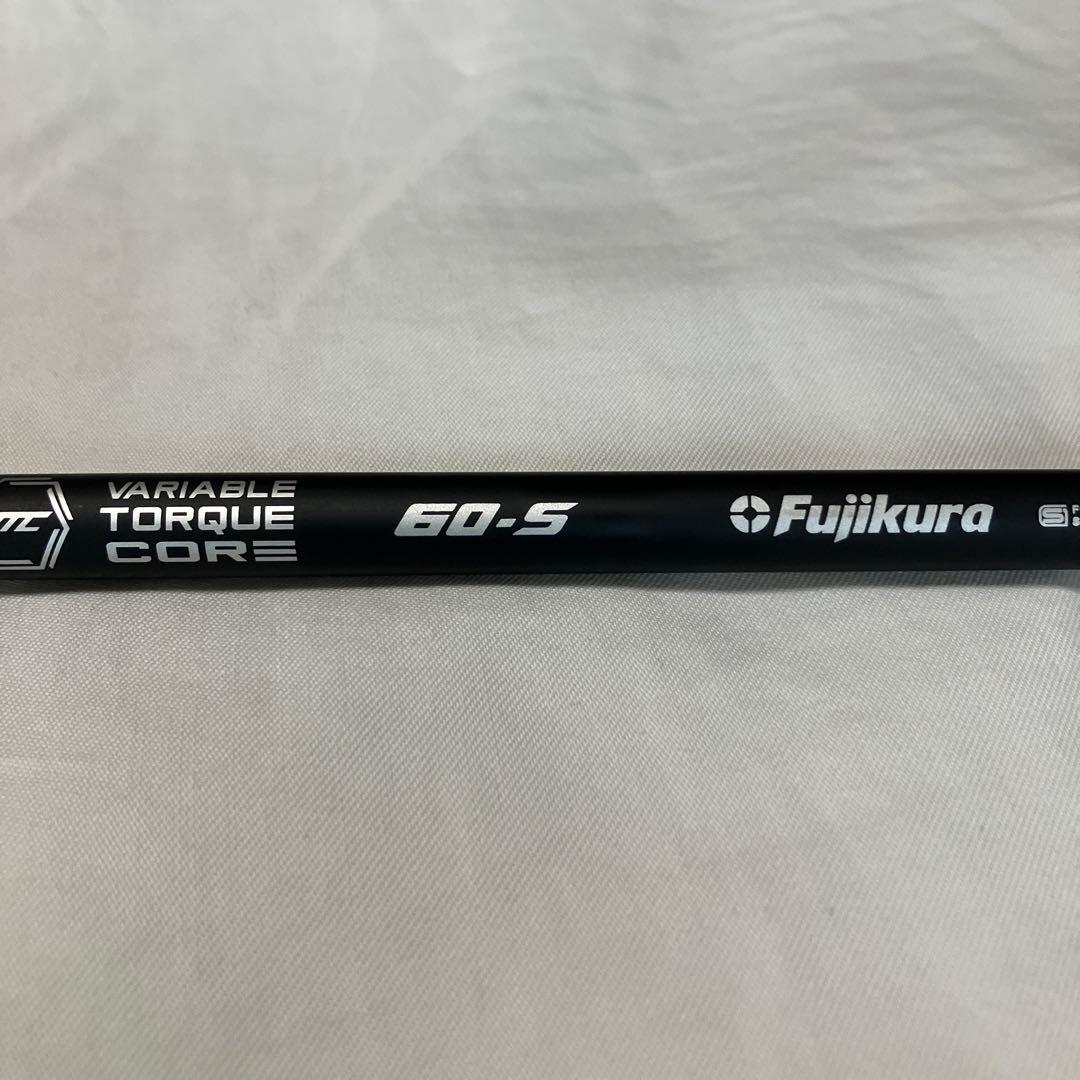 VARIABLE
TORQUE
CORE
60-S
Fujikura